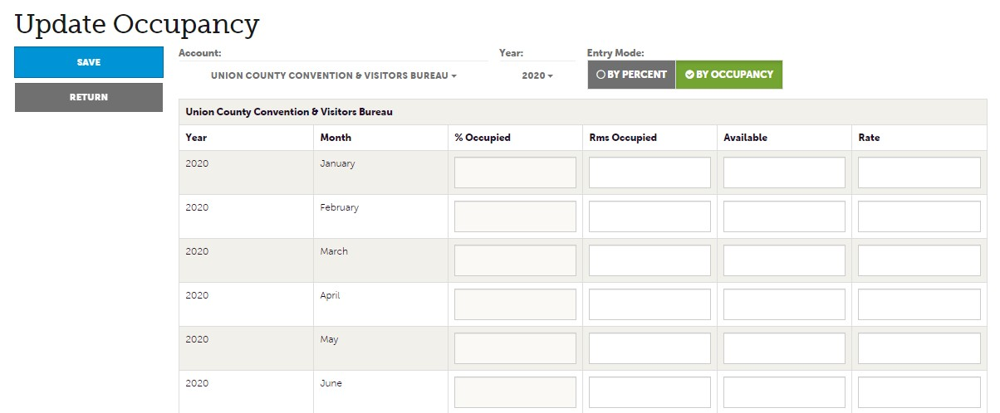 Update Occupancy
SAVE
RETURN
Account:
UNION COUNTY CONVENTION & VISITORS BUREAU
Year:
2020
Entry Mode:
BY PERCENT
BY OCCUPANCY
Union County Convention & Visitors Bureau
Year Month % Occupied Rms Occupied Available Rate
2020 January
2020 February
2020 March
2020 April
2020 May
2020 June